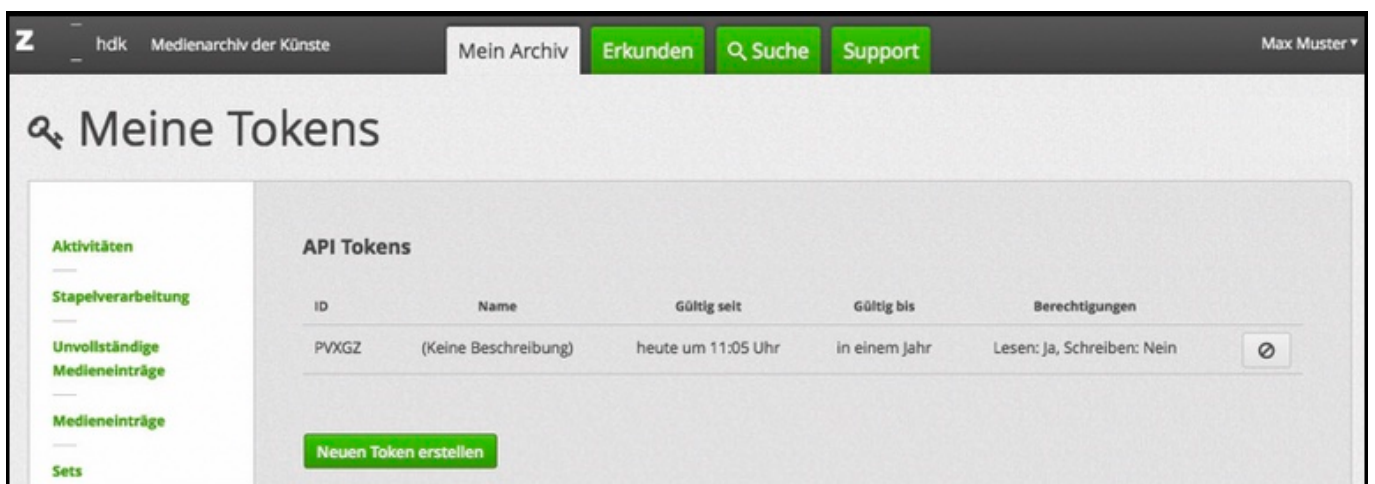 Z hdk Medienarchiv der Künste Mein Archiv Erkunden Suche Support Max Muster
Meine Tokens
Aktivitäten
Stapelverarbeitung
Unvollständige
Medieneinträge
Medieneinträge
Sets
API Tokens
ID Name Gültig seit Gültig bis Berechtigungen
PVXGZ (Keine Beschreibung) heute um 11:05 Uhr in einem Jahr Lesen: Ja, Schreiben: Nein
Neuen Token erstellen